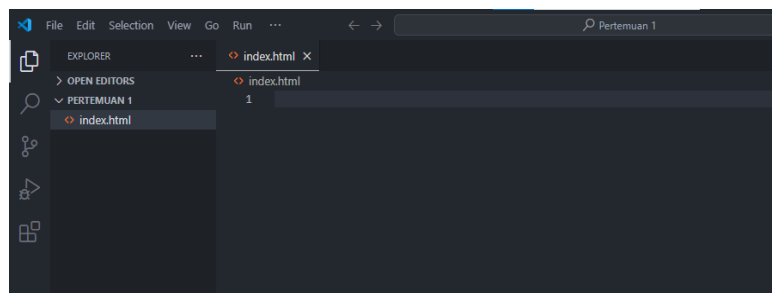 File Edit Selection View Go Run ··· Pertemuan 1
EXPLORER ···
OPEN EDITORS
PERTEMUAN 1
index.html
index.html
index.html
1